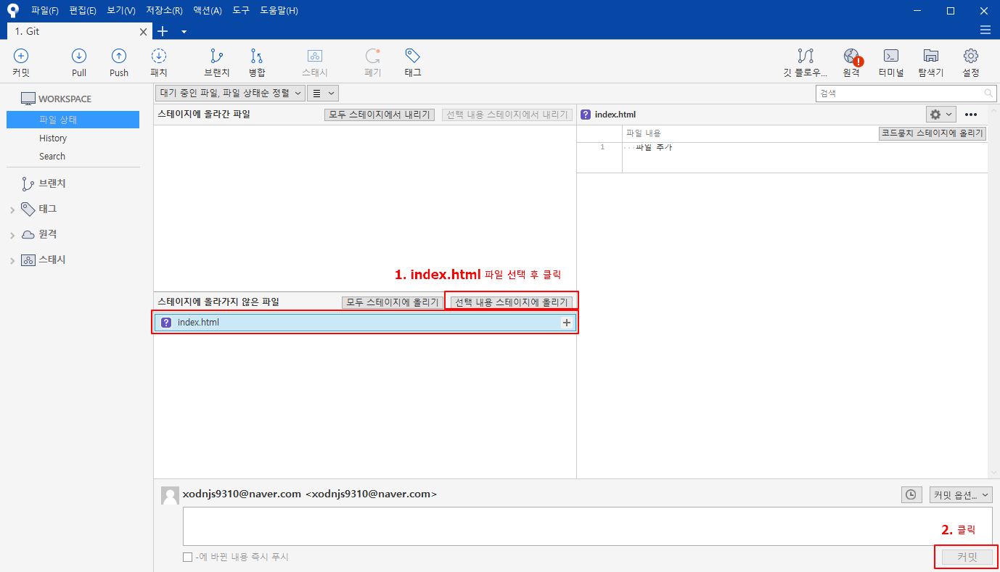 파일(F) 편집(E) 보기(V) 저장소(R) 액션(A) 도구 도움말(H)
1. Git
커밋 Pull Push 패치 브랜치 병합 스태시 폐기 태그 깃 플로우... 원격 터미널 탐색기 설정
WORKSPACE
파일 상태
History
Search
브랜치
태그
원격
스태시
대기 중인 파일, 파일 상태순 정렬
검색
스테이지에 올라간 파일 모두 스테이지에서 내리기 선택 내용 스테이지에서 내리기
1. index.html 파일 선택 후 클릭
스테이지에 올라가지 않은 파일 모두 스테이지에 올리기 선택 내용 스테이지에 올리기
? index.html +
? index.html
파일 내용 코드뭉치 스테이지에 올리기
1 ···파일 추가
xodnjs9310@naver.com <xodnjs9310@naver.com>
커밋 옵션...
2. 클릭
-에 바뀐 내용 즉시 푸시
커밋